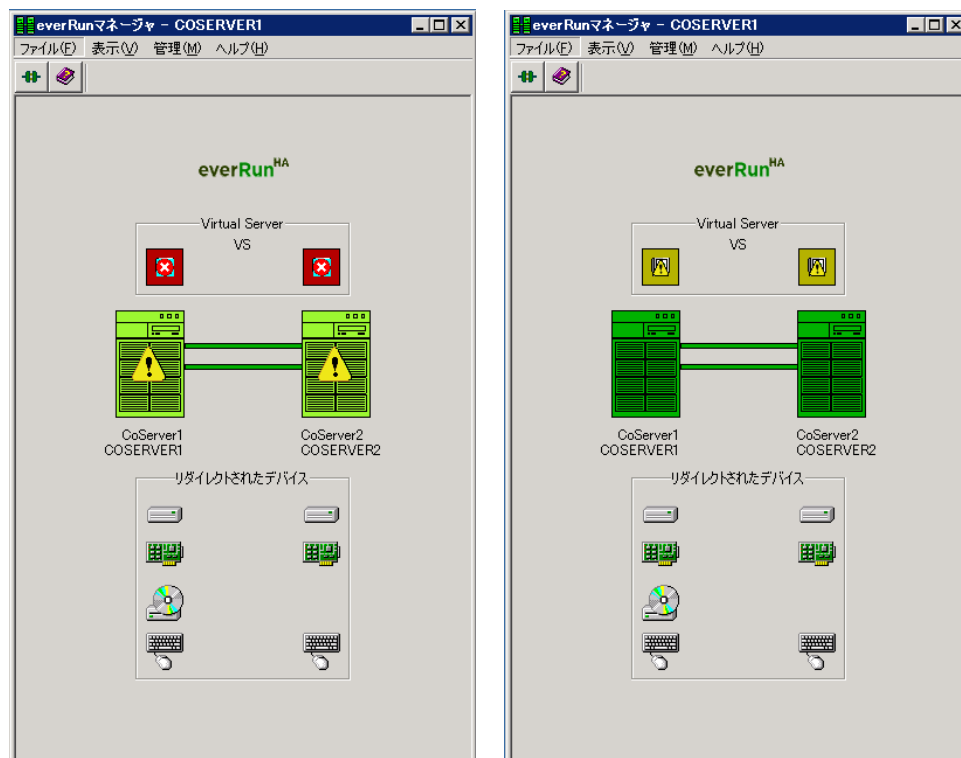 everRunマネージャ - COSERVER1
ファイル(F) 表示(V) 管理(M) ヘルプ(H)
everRunHA
Virtual Server
VS
CoServer1
COSERVER1
CoServer2
COSERVER2
リダイレクトされたデバイス
everRunマネージャ - COSERVER1
ファイル(F) 表示(V) 管理(M) ヘルプ(H)
everRunHA
Virtual Server
VS
CoServer1
COSERVER1
CoServer2
COSERVER2
リダイレクトされたデバイス